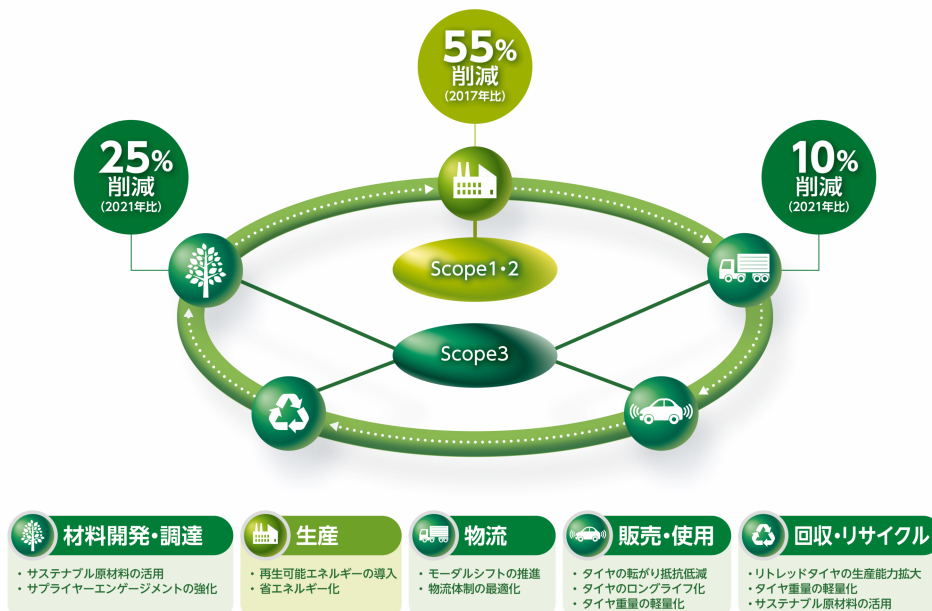 55%
削減
(2017年比)
25%
削減
(2021年比)
10%
削減
(2021年比)
Scope1・2
Scope3
材料開発・調達
・サステナブル原材料の活用
・サプライヤーエンゲージメントの強化
生産
・再生可能エネルギーの導入
・省エネルギー化
物流
・モーダルシフトの推進
・物流体制の最適化
販売・使用
・タイヤの転がり抵抗低減
・タイヤのロングライフ化
・タイヤ重量の軽量化
回収・リサイクル
・リトレッドタイヤの生産能力拡大
・タイヤ重量の軽量化
・サステナブル原材料の活用